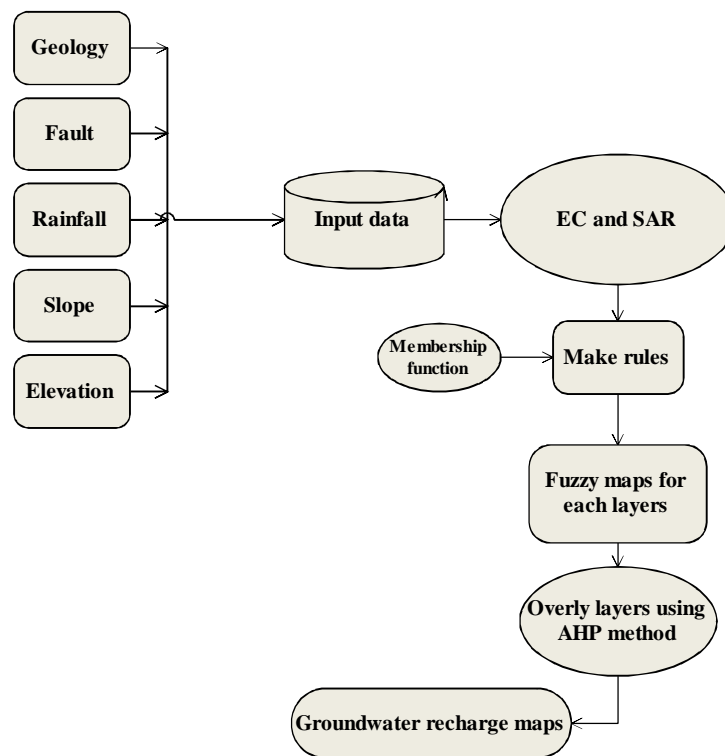 Geology
Fault
Rainfall
Slope
Elevation
Input data
EC and SAR
Membership
function
Make rules
Fuzzy maps for
each layers
Overly layers using
AHP method
Groundwater recharge maps